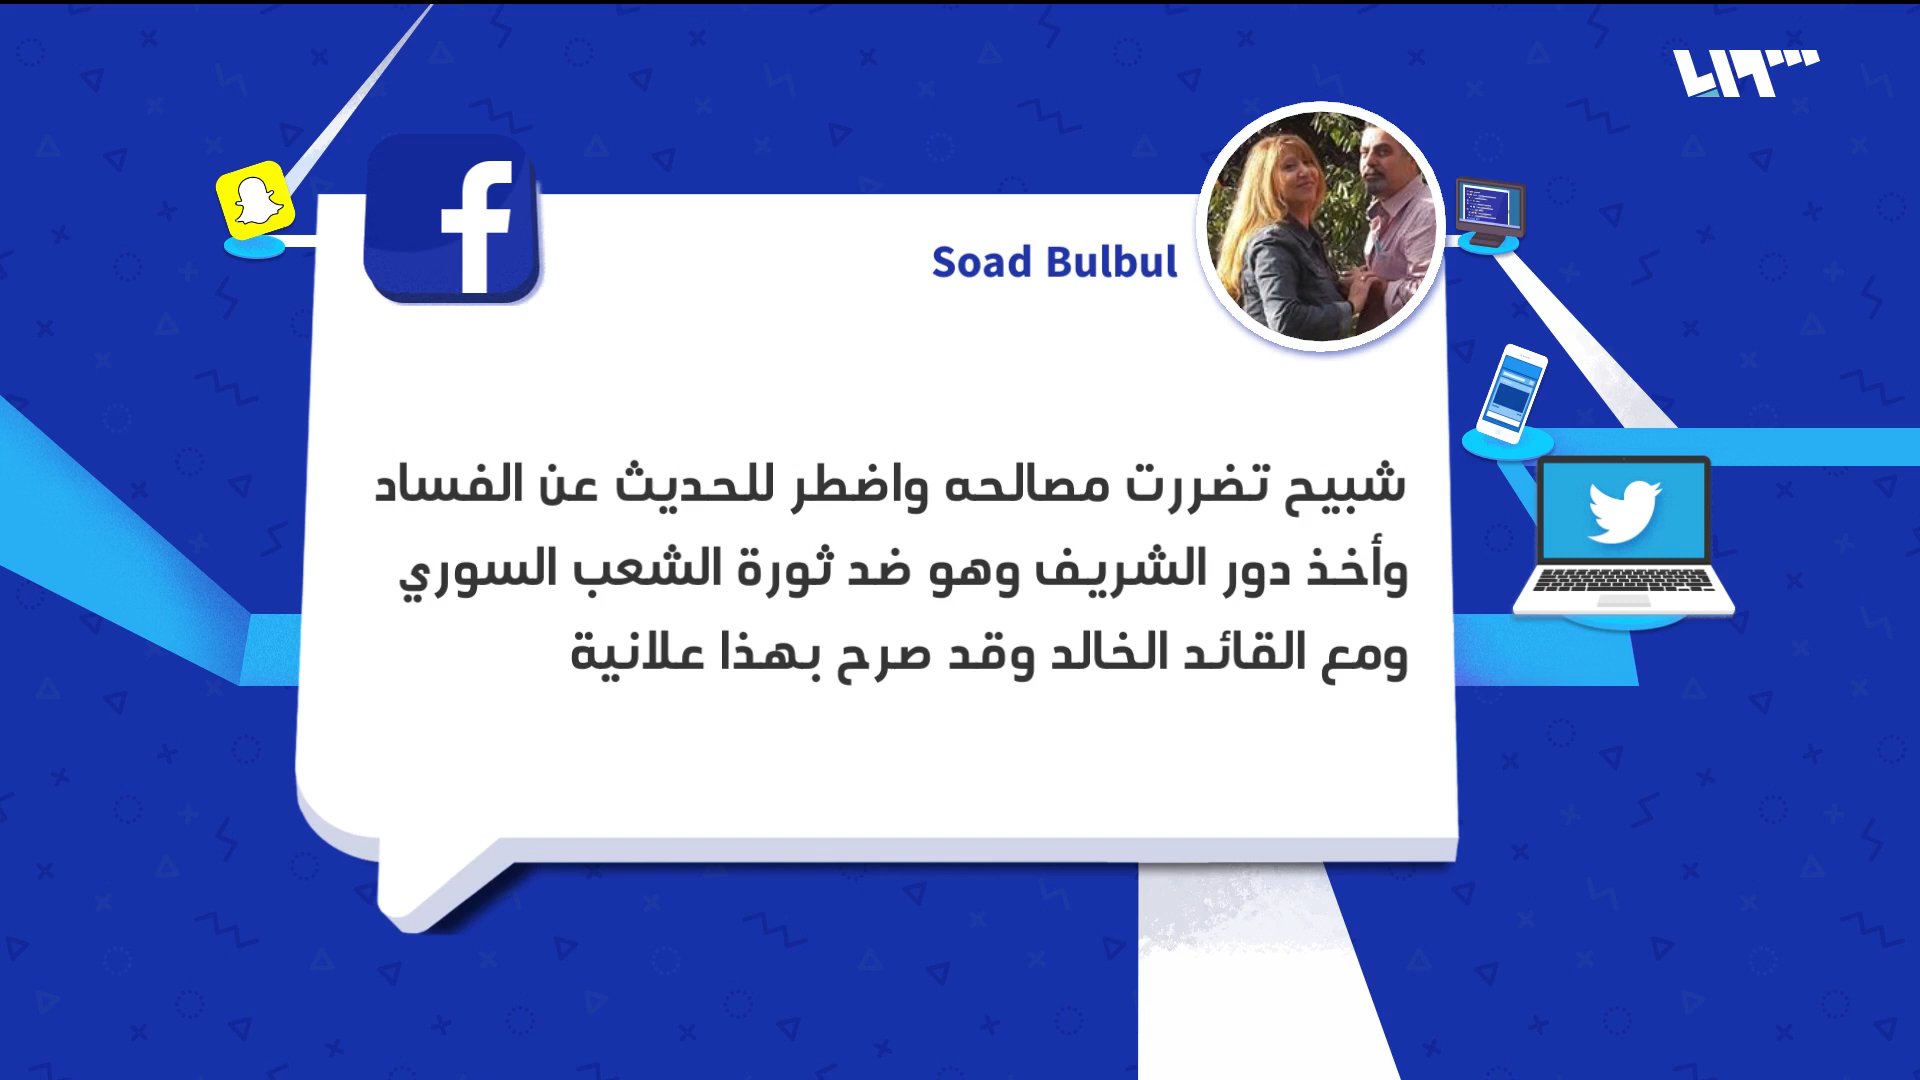 Soad Bulbul
شبيح تضررت مصالحه واضطر للحديث عن الفساد
وأخذ دور الشريف وهو ضد ثورة الشعب السوري
ومع القائد الخالد وقد صرح بهذا علانية